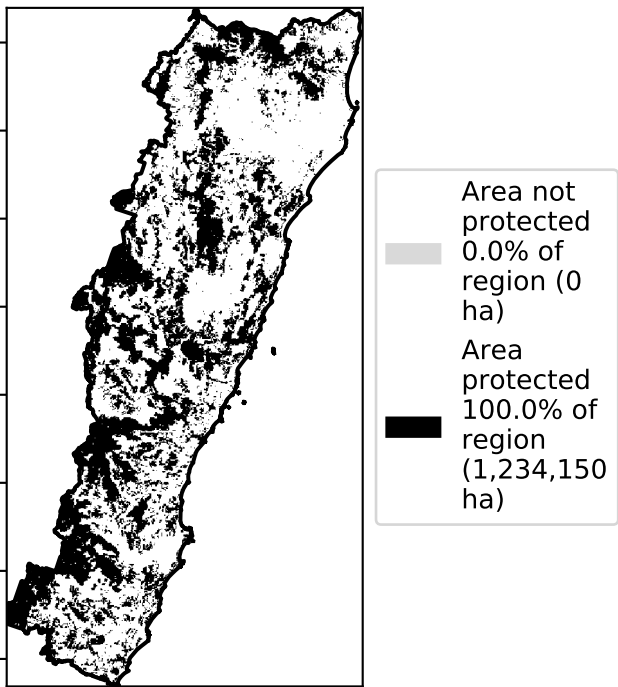 Area not
protected
0.0% of
region (0
ha)
Area
protected
100.0% of
region
(1,234,150
ha)